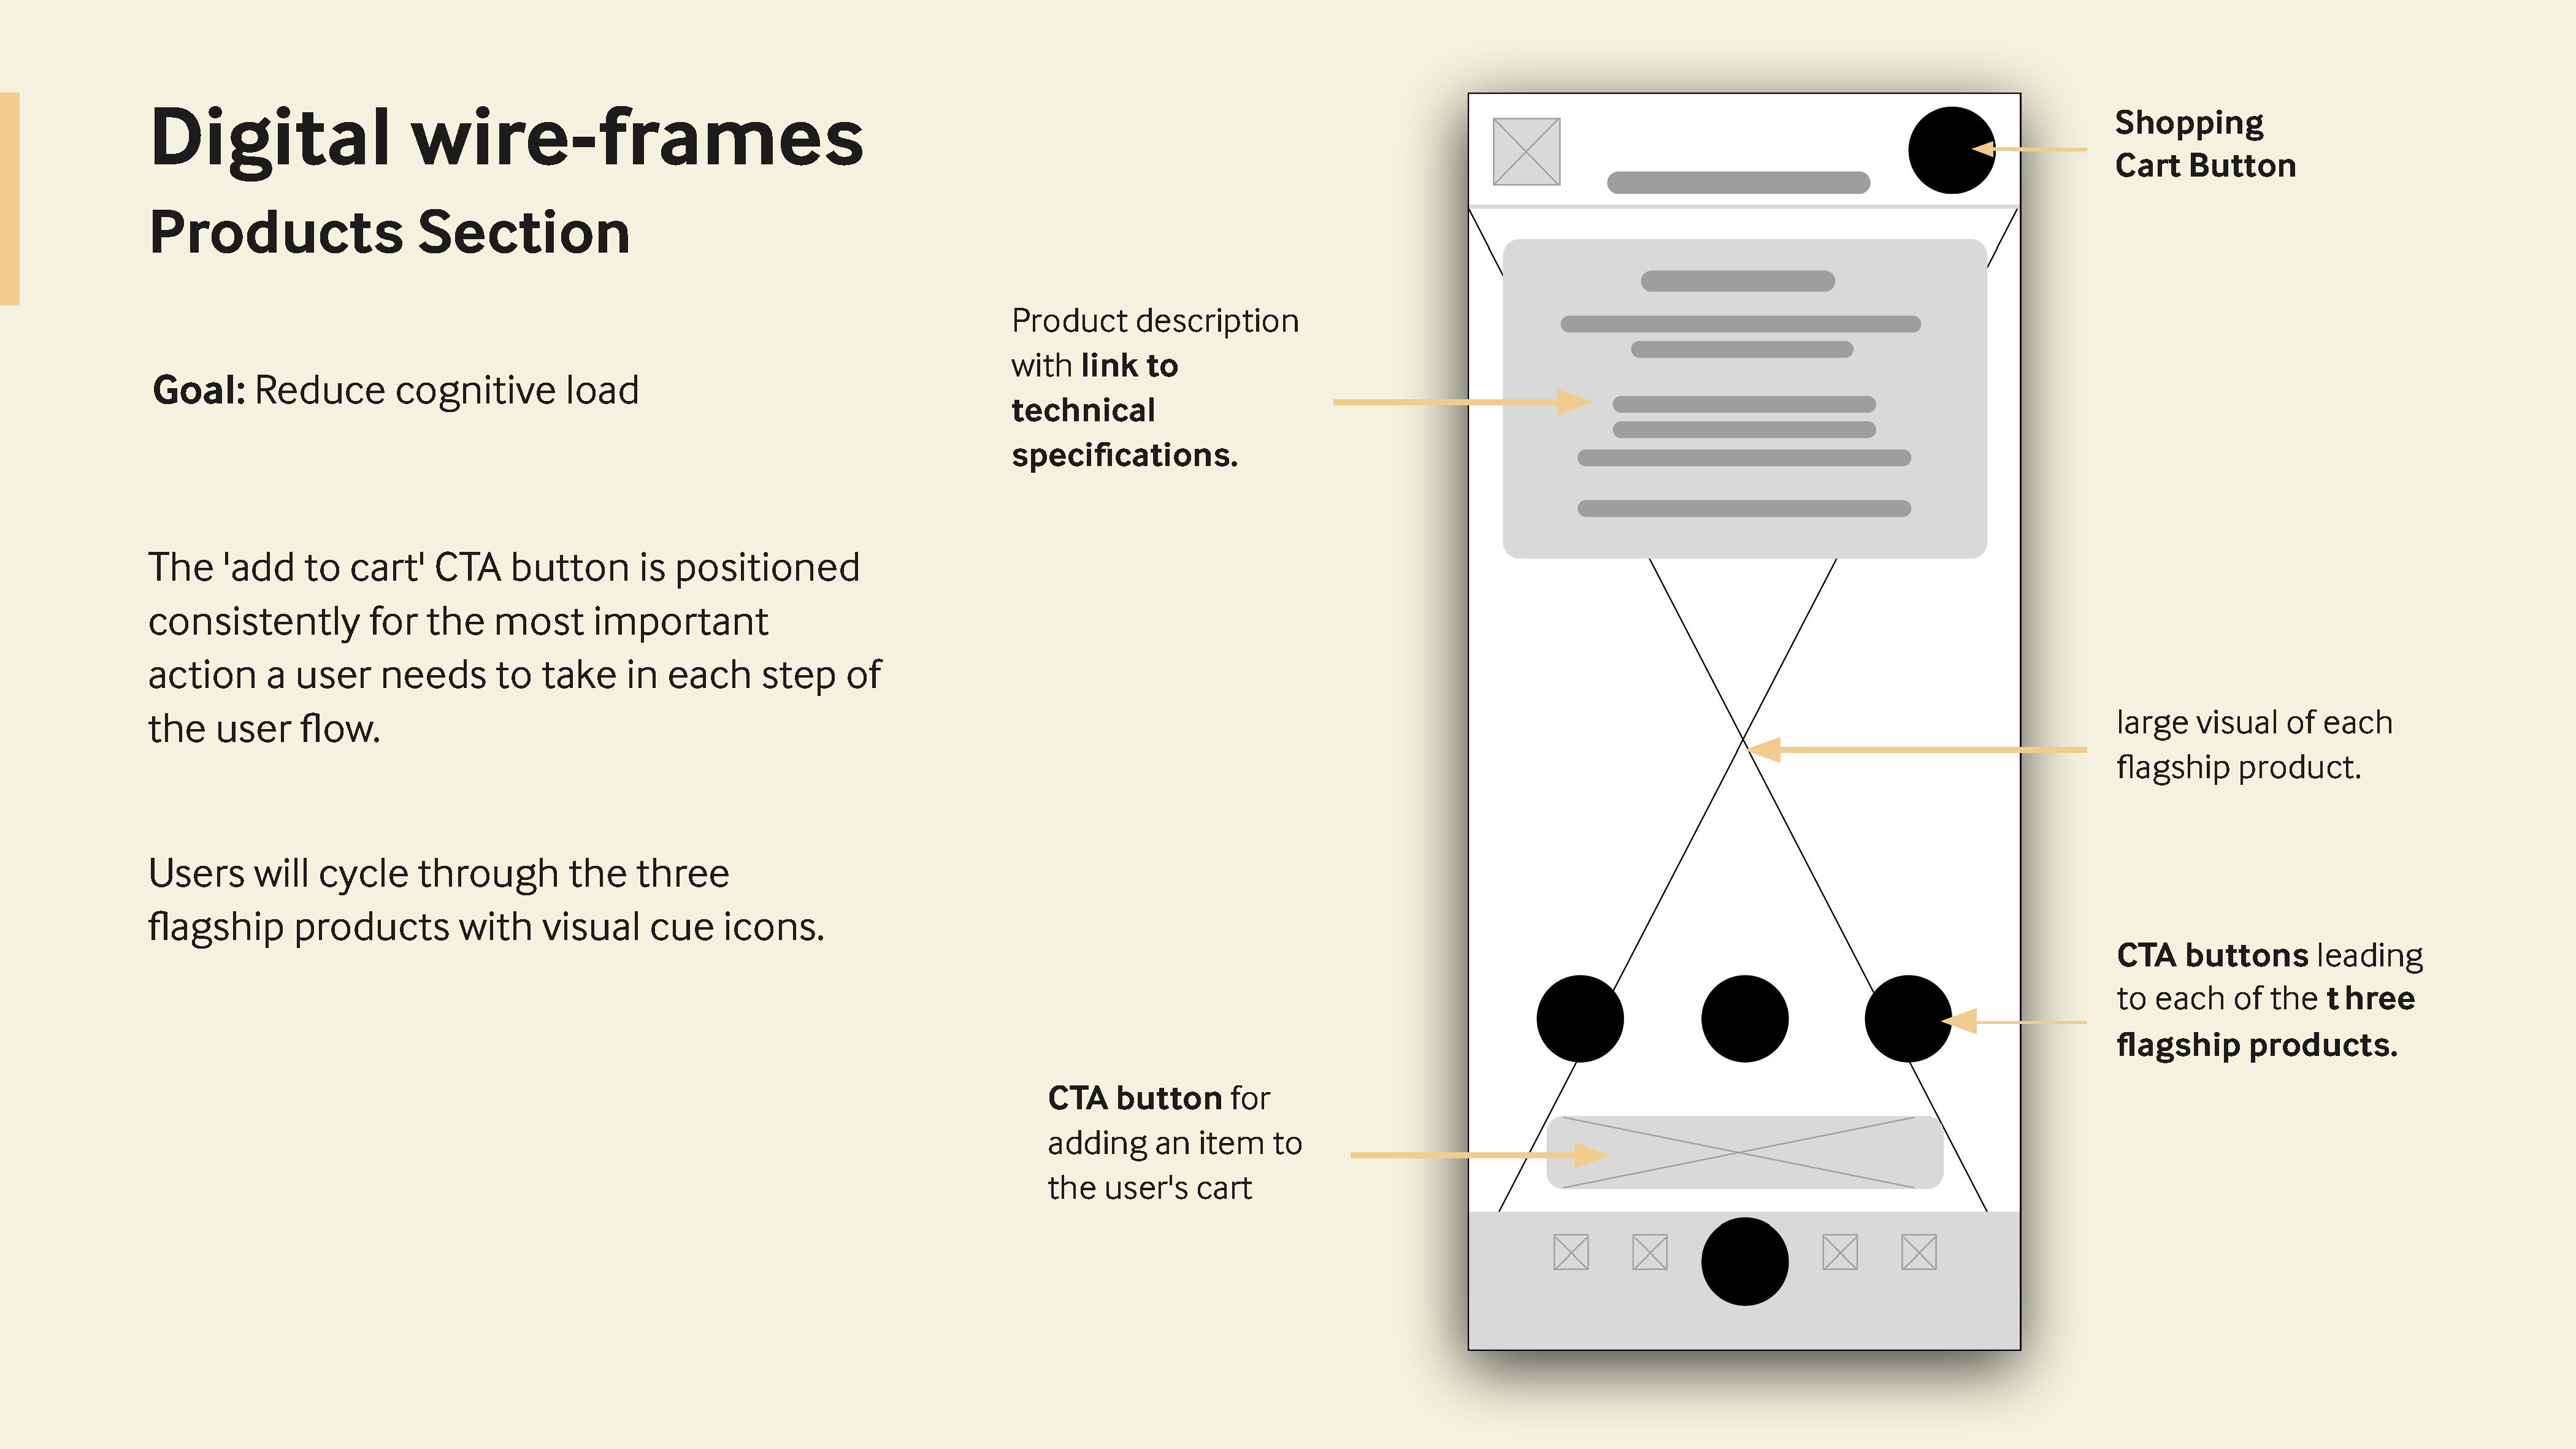 Digital wire-frames
Products Section
Goal: Reduce cognitive load
The 'add to cart' CTA button is positioned
consistently for the most important
action a user needs to take in each step of
the user flow.
Users will cycle through the three
flagship products with visual cue icons.
Product description
with link to
technical
specifications.
CTA button for
adding an item to
the user's cart
Shopping
Cart Button
large visual of each
flagship product.
CTA buttons leading
to each of the three
flagship products.